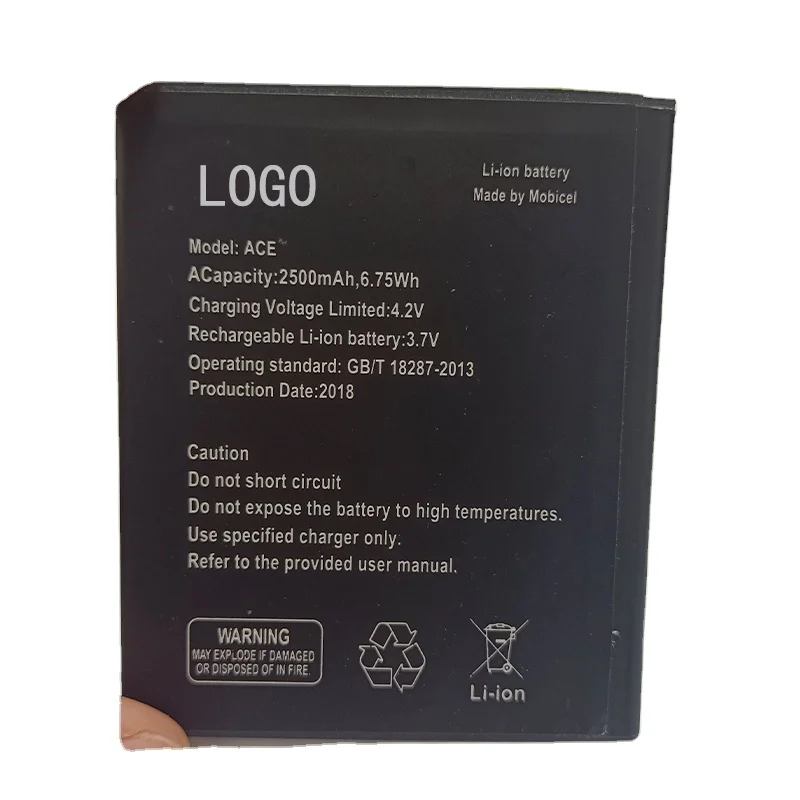 LOGO
Li-ion battery
Made by Mobicel
Model: ACE
ACapacity:2500mAh,6.75Wh
Charging Voltage Limited:4.2V
Rechargeable Li-ion battery:3.7V
Operating standard: GB/T 18287-2013
Production Date:2018
Caution
Do not short circuit
Do not expose the battery to high temperatures.
Use specified charger only.
Refer to the provided user manual.
WARNING
MAY EXPLODE IF DAMAGED
OR DISPOSED OF IN FIRE.
Li-ion